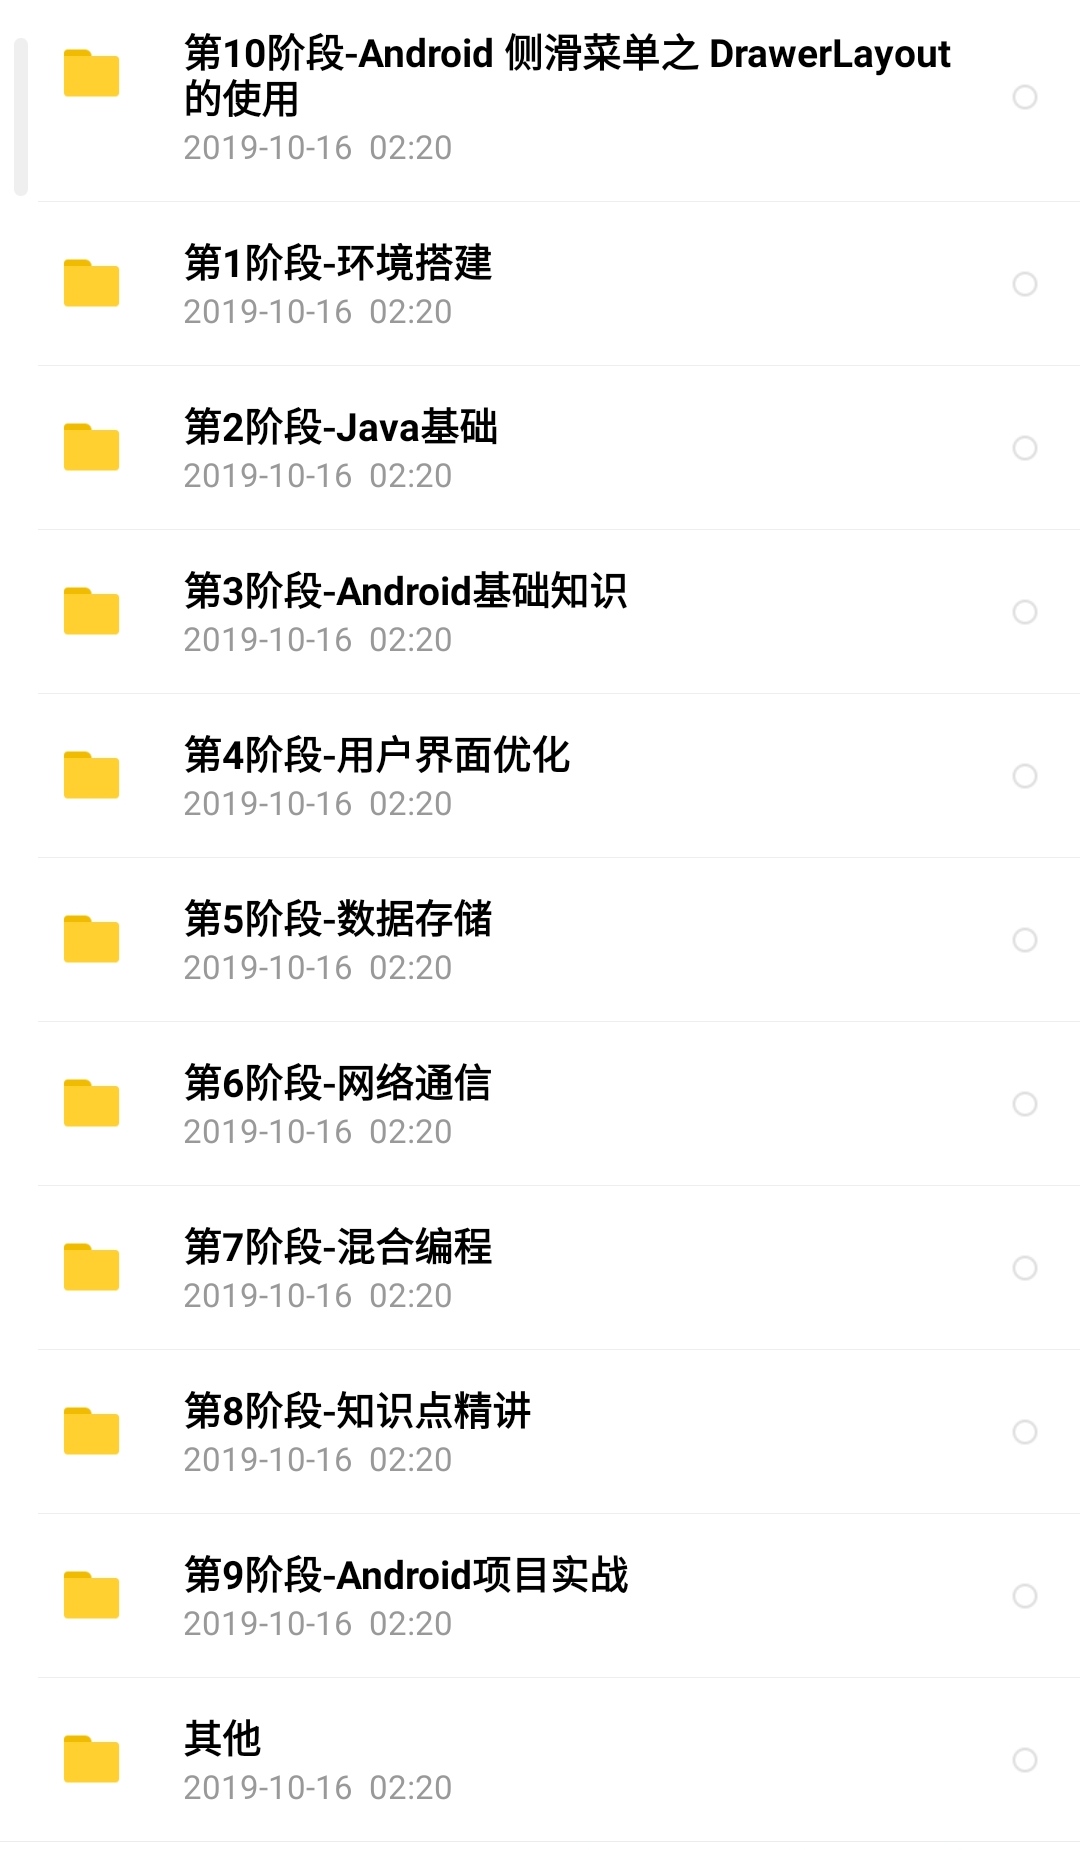 第10阶段-Android 侧滑菜单之 DrawerLayout
的使用
2019-10-16 02:20
第1阶段-环境搭建
2019-10-16 02:20
第2阶段-Java基础
2019-10-16 02:20
第3阶段-Android基础知识
2019-10-16 02:20
第4阶段-用户界面优化
2019-10-16 02:20
第5阶段-数据存储
2019-10-16 02:20
第6阶段-网络通信
2019-10-16 02:20
第7阶段-混合编程
2019-10-16 02:20
第8阶段-知识点精讲
2019-10-16 02:20
第9阶段-Android项目实战
2019-10-16 02:20
其他
2019-10-16 02:20